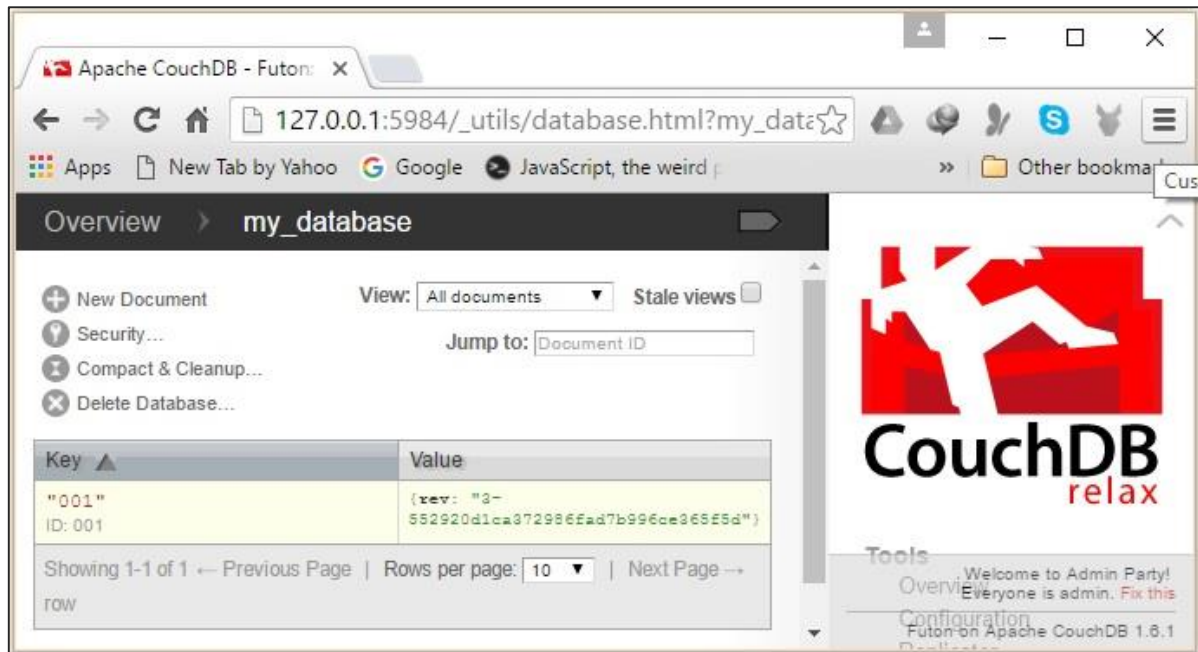 Apache CouchDB - Futon:
127.0.0.1:5984/_utils/database.html?my_data
Apps New Tab by Yahoo Google JavaScript, the weird p » Other bookma
Cus
Overview my_database
New Document
Security...
Compact & Cleanup...
Delete Database...
View: All documents Stale views
Jump to: Document ID
Key Value
"001" {rev: "3-
ID: 001 552920d1ca372986fad7b996ce365f5d"}
Showing 1-1 of 1 ← Previous Page | Rows per page: 10 | Next Page →
row
CouchDB
relax
Tools
Overview
Welcome to Admin Party!
Everyone is admin. Fix this
Configuration
Futon on Apache CouchDB 1.6.1